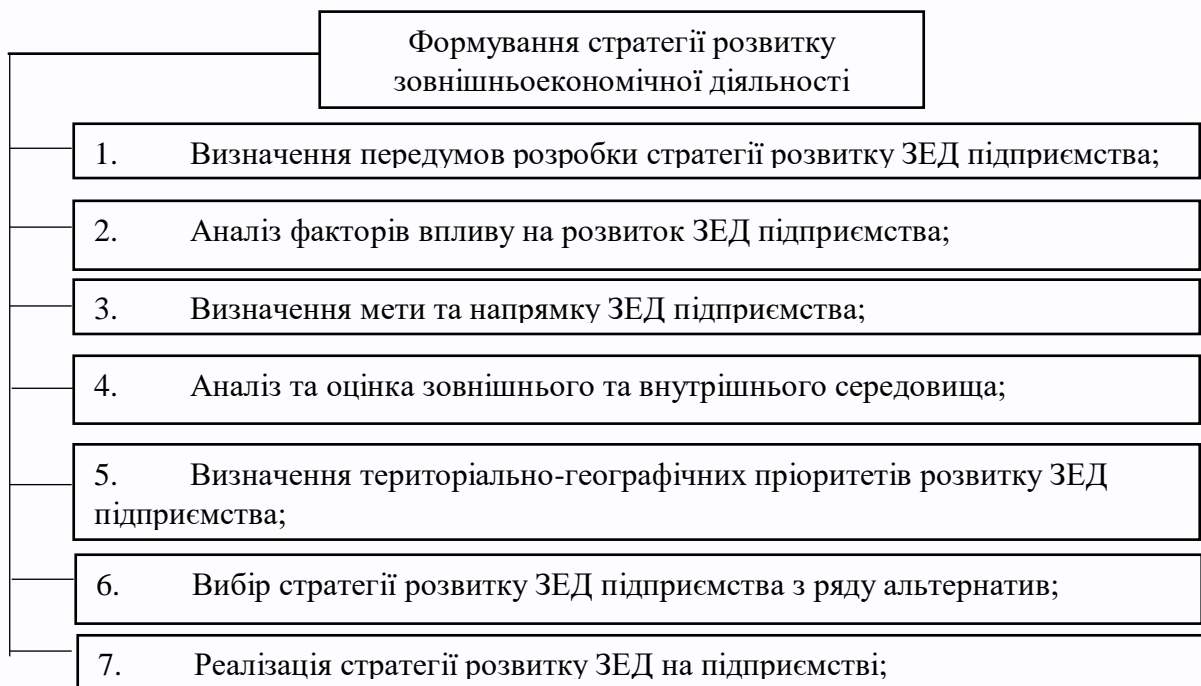 Формування стратегії розвитку
зовнішньоекономічної діяльності
1. Визначення передумов розробки стратегії розвитку ЗЕД підприємства;
2. Аналіз факторів впливу на розвиток ЗЕД підприємства;
3. Визначення мети та напрямку ЗЕД підприємства;
4. Аналіз та оцінка зовнішнього та внутрішнього середовища;
5. Визначення територіально-географічних пріоритетів розвитку ЗЕД
підприємства;
6. Вибір стратегії розвитку ЗЕД підприємства з ряду альтернатив;
7. Реалізація стратегії розвитку ЗЕД на підприємстві;